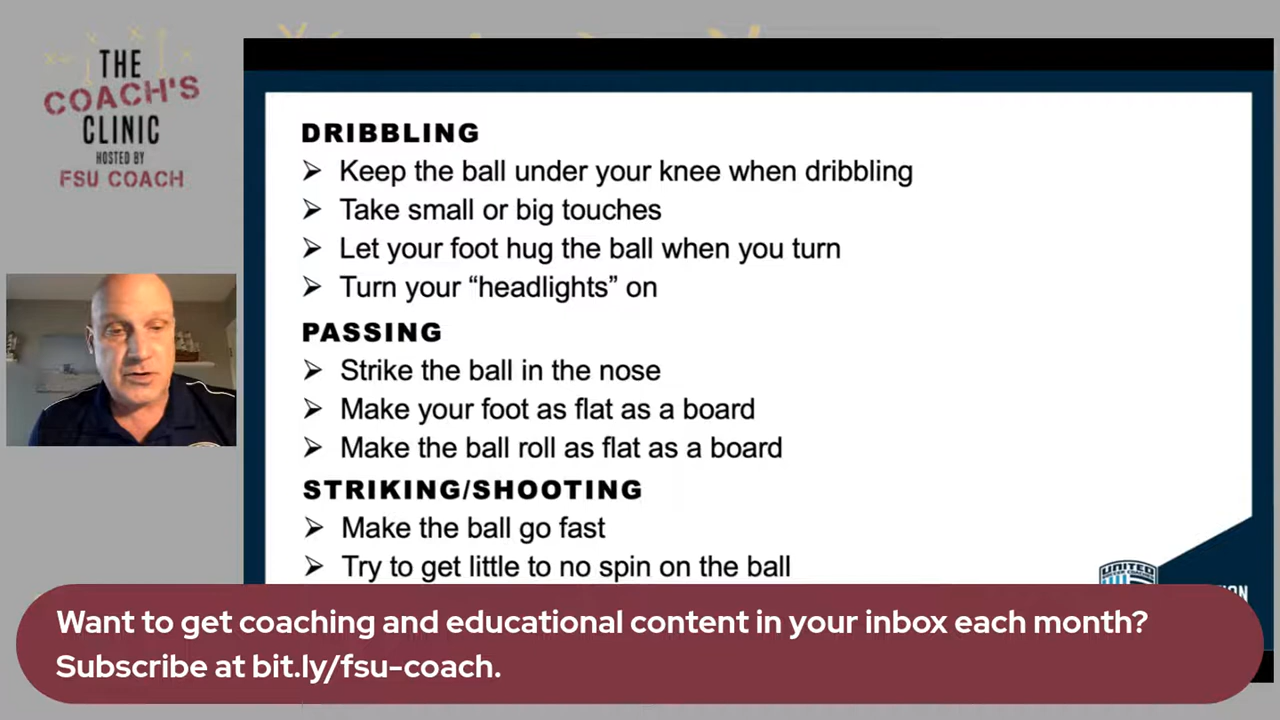 THE
COACH'S
CLINIC
HOSTED BY
FSU COACH
DRIBBLING
➢ Keep the ball under your knee when dribbling
➢ Take small or big touches
➢ Let your foot hug the ball when you turn
➢ Turn your “headlights” on
PASSING
➢ Strike the ball in the nose
➢ Make your foot as flat as a board
➢ Make the ball roll as flat as a board
STRIKING/SHOOTING
➢ Make the ball go fast
➢ Try to get little to no spin on the ball
UNITED
Want to get coaching and educational content in your inbox each month?
Subscribe at bit.ly/fsu-coach.